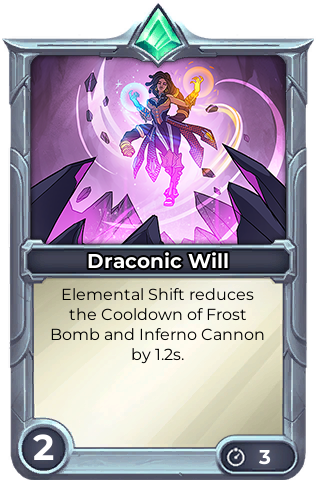 Draconic Will
Elemental Shift reduces
the Cooldown of Frost
Bomb and Inferno Cannon
by 1.2s.
2
3